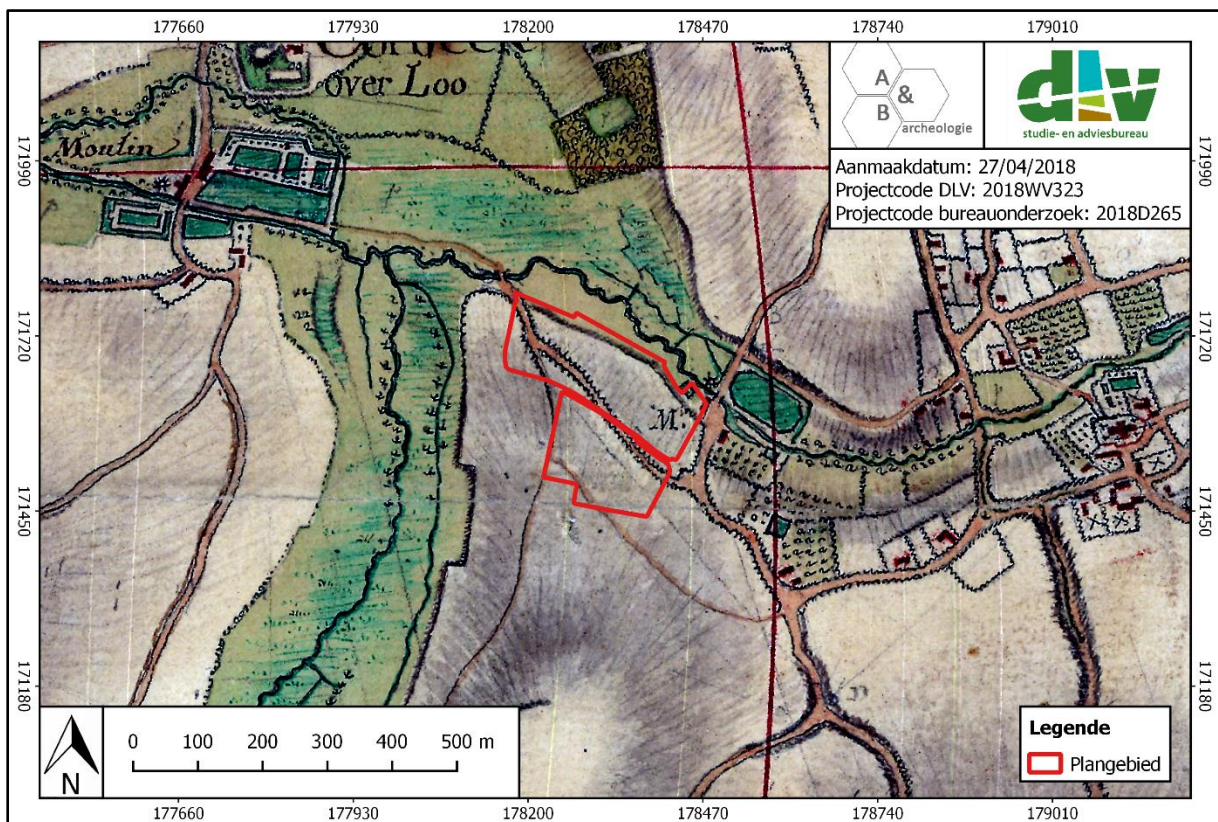 177660 177930 178200 178470 178740 179010
over Loo
Moulin
M.
A
&
B
archeologie
dlv
studie- en adviesbureau
Aanmaakdatum: 27/04/2018
Projectcode DLV: 2018WV323
Projectcode bureauonderzoek: 2018D265
171990 171990
171720 171720
171450 171450
171180 171180
N
0 100 200 300 400 500 m
Legende
Plangebied
177660 177930 178200 178470 178740 179010